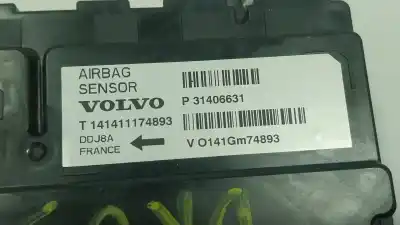 AIRBAG
SENSOR
VOLVO
P 31406631
T 141411174893
DDJ8A
FRANCE
V O141Gm74893